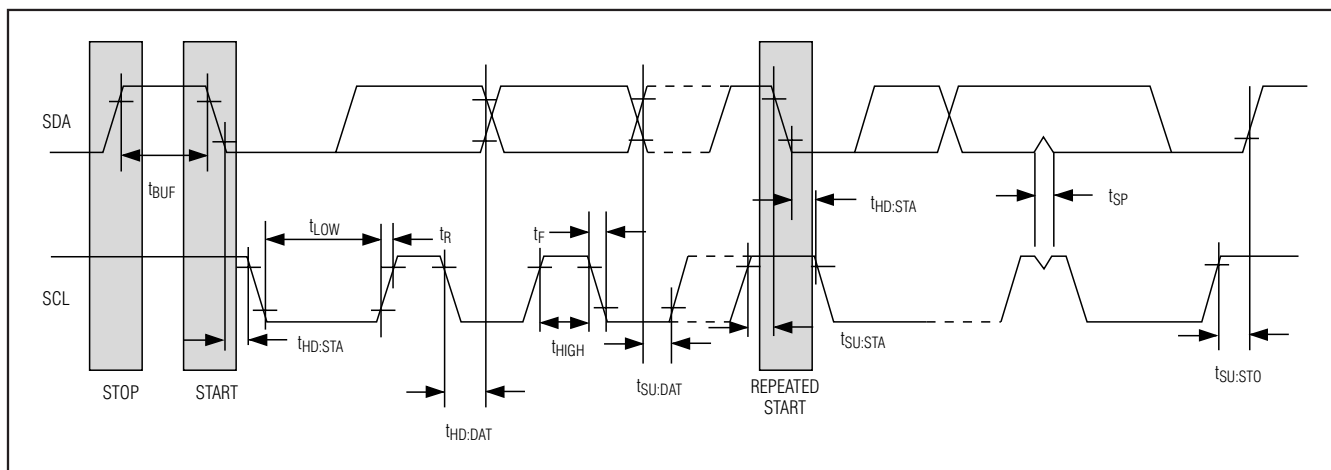 SDA
tBUF
tLOW
tR
tF
tHD:STA
tSP
SCL
tHD:STA
tHIGH
tSU:STA
tSU:DAT
tSU:STO
STOP
START
REPEATED
START
tHD:DAT